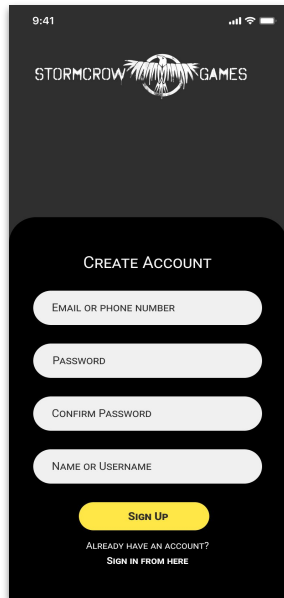 9:41
STORMCROW GAMES
Create Account
Email or phone number
Password
Confirm Password
Name or Username
Sign Up
Already have an account?
Sign in from here